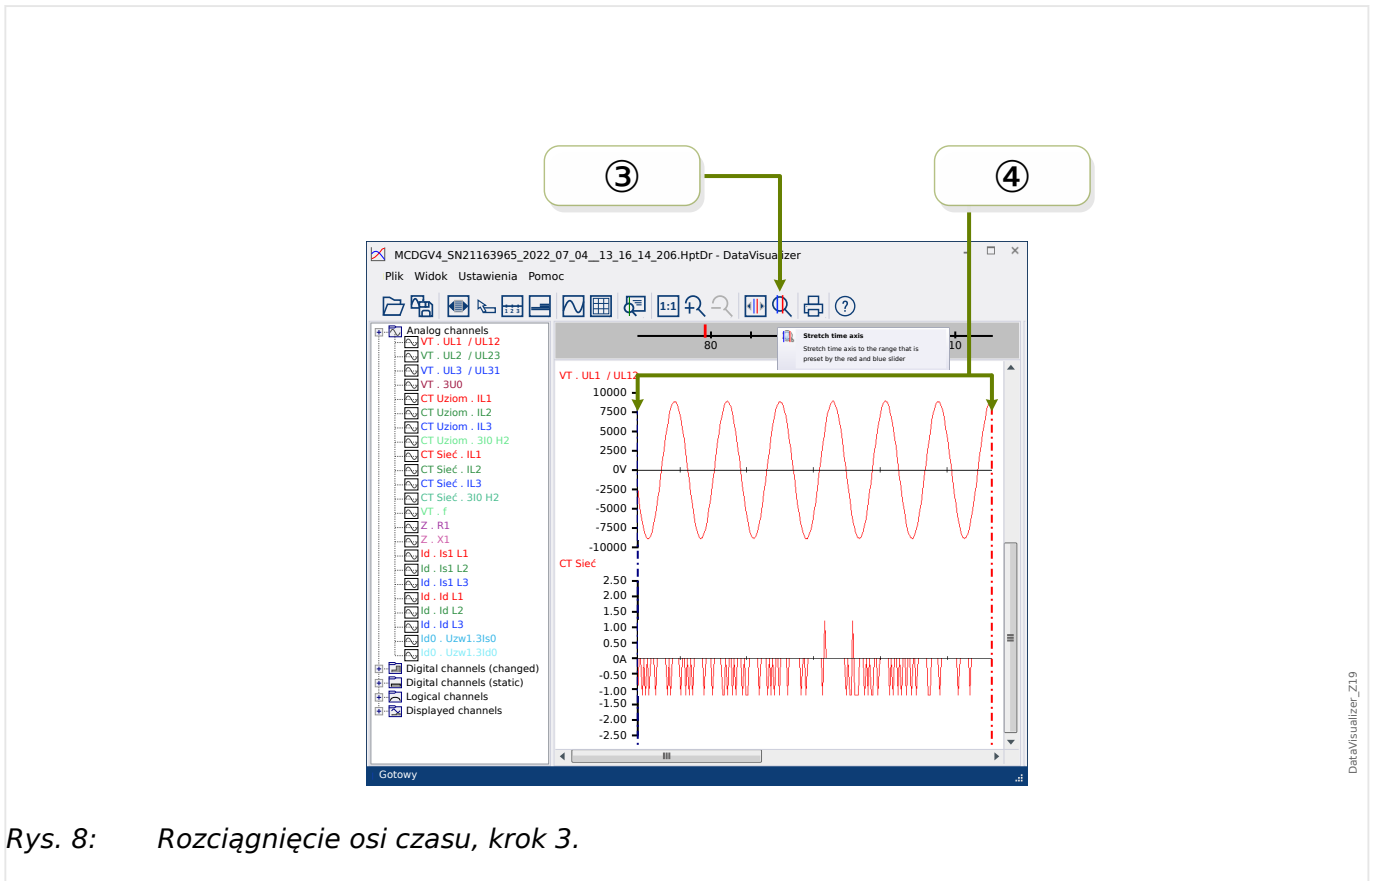 ③
④
MCDGV4_SN21163965_2022_07_04__13_16_14_206.HptDr - DataVisualizer
Plik Widok Ustawienia Pomoc
1 2 3
1:1
Analog channels
VT . UL1 / UL12
VT . UL2 / UL23
VT . UL3 / UL31
VT . 3U0
CT Uziom . IL1
CT Uziom . IL2
CT Uziom . IL3
CT Uziom . 3I0 H2
CT Sieć . IL1
CT Sieć . IL2
CT Sieć . IL3
CT Sieć . 3I0 H2
VT . f
Z . R1
Z . X1
Id . Is1 L1
Id . Is1 L2
Id . Is1 L3
Id . Id L1
Id . Id L2
Id . Id L3
Id0 . Uzw1.3Is0
Id0 . Uzw1.3Id0
Digital channels (changed)
Digital channels (static)
Logical channels
Displayed channels
80
10
Stretch time axis
Stretch time axis to the range that is
preset by the red and blue slider
VT . UL1 / UL12
10000
7500
5000
2500
0V
-2500
-5000
-7500
-10000
CT Sieć
2.50
2.00
1.50
1.00
0.50
0A
-0.50
-1.00
-1.50
-2.00
-2.50
Gotowy
DataVisualizer_Z19
Rys. 8: Rozciągnięcie osi czasu, krok 3.